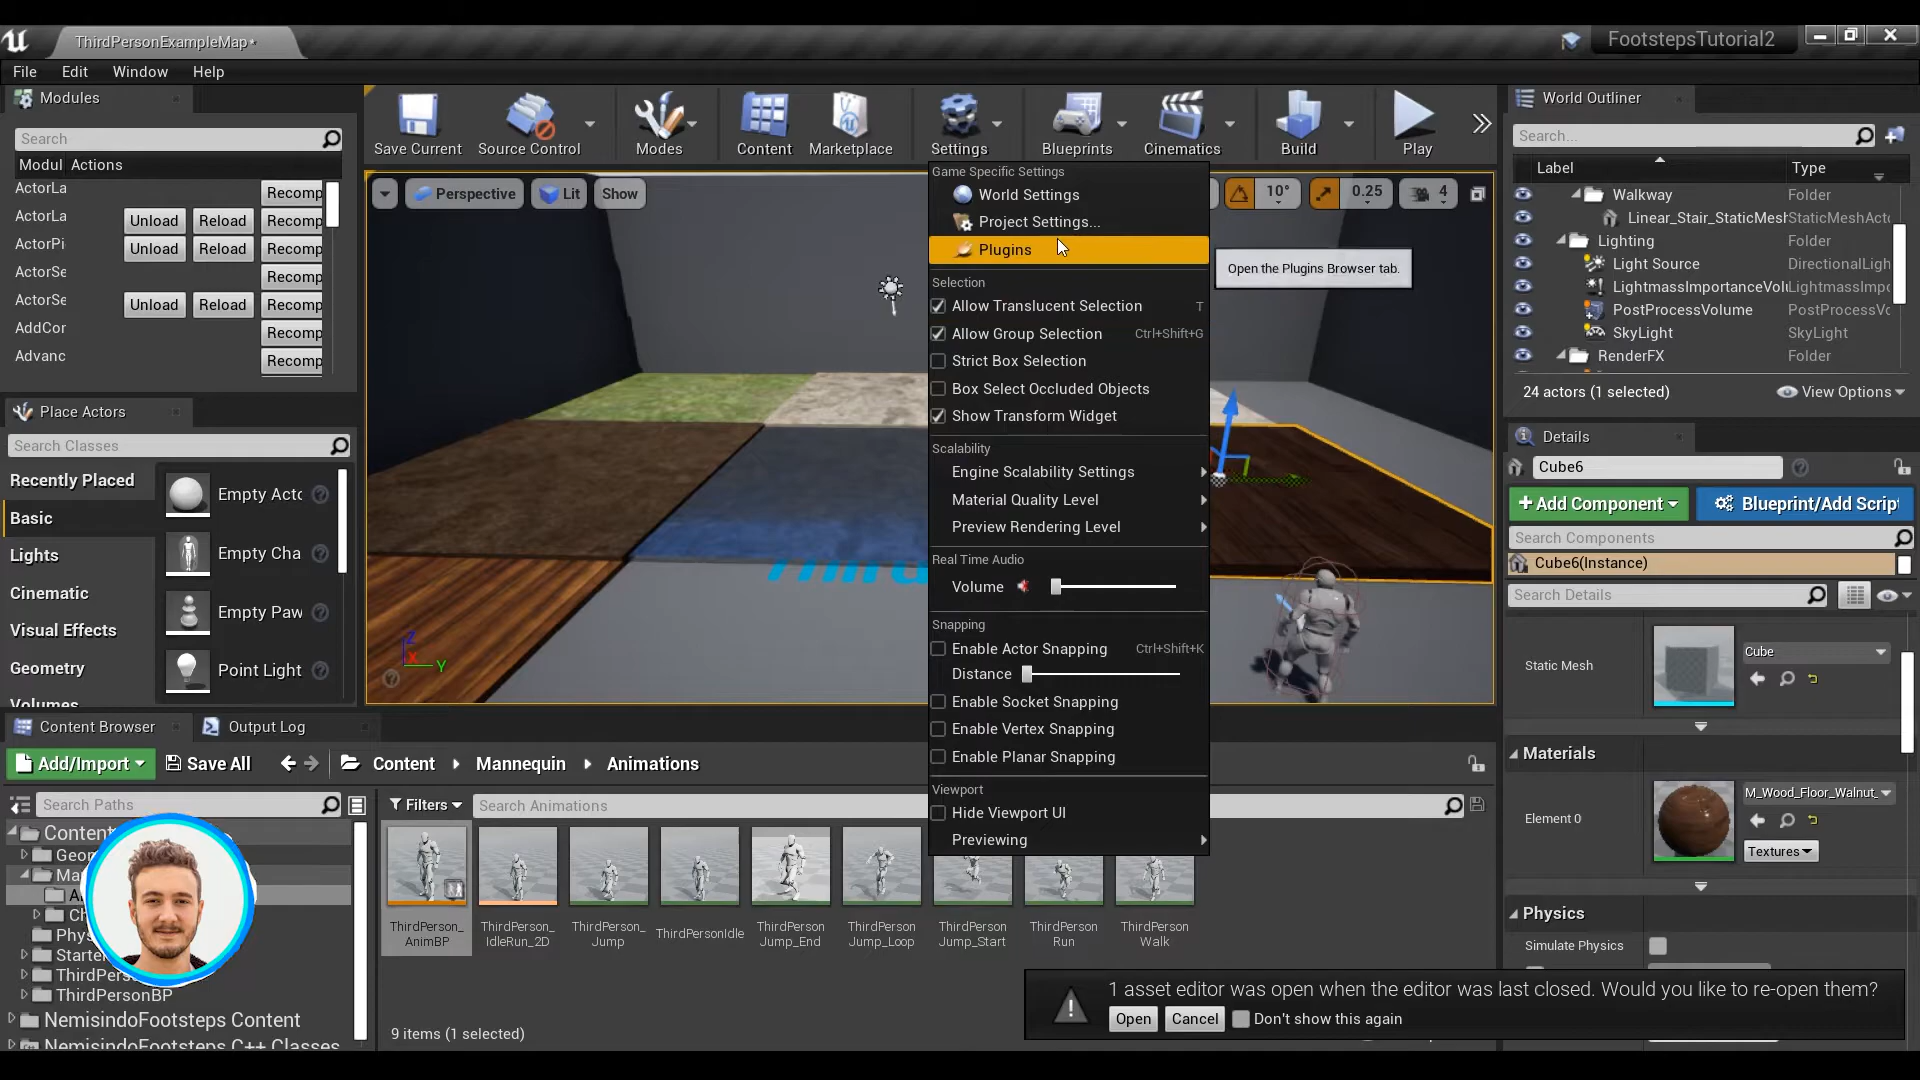 ThirdPersonExampleMap*
FootstepsTutorial2
File Edit Window Help
Modules
Search
Modul Actions
ActorLa Recomp
ActorLa Unload Reload Recomp
ActorPi Unload Reload Recomp
ActorSe Recomp
ActorSe Unload Reload Recomp
AddCor Recomp
Advanc Recomp
Save Current Source Control Modes Content Marketplace Settings Blueprints Cinematics Build Play
Perspective Lit Show 10° 0.25 4
Game Specific Settings
World Settings
Project Settings...
Plugins
Open the Plugins Browser tab.
Selection
Allow Translucent Selection T
Allow Group Selection Ctrl+Shift+G
Strict Box Selection
Box Select Occluded Objects
Show Transform Widget
Scalability
Engine Scalability Settings
Material Quality Level
Preview Rendering Level
Real Time Audio
Volume
Snapping
Enable Actor Snapping Ctrl+Shift+K
Distance
Enable Socket Snapping
Enable Vertex Snapping
Enable Planar Snapping
Viewport
Hide Viewport UI
Previewing
Z
X
Y
Place Actors
Search Classes
Recently Placed
Basic
Lights
Cinematic
Visual Effects
Geometry
Volumes
Empty Actc
Empty Cha
Empty Paw
Point Light
World Outliner
Search...
Label Type
Walkway Folder
Linear_Stair_StaticMesh StaticMeshActo
Lighting Folder
Light Source DirectionalLigh
LightmassImportanceVolu LightmassImpo
PostProcessVolume PostProcessVo
SkyLight SkyLight
RenderFX Folder
24 actors (1 selected) View Options
Details
Cube6
+Add Component Blueprint/Add Scrip
Search Components
Cube6(Instance)
Search Details
Static Mesh Cube
Materials
Element 0 M_Wood_Floor_Walnut_
Textures
Physics
Simulate Physics
Content Browser Output Log
Add/Import Save All Content Mannequin Animations
Search Paths
Filters Search Animations
Content
Geor
Ma
A
Ch
Phys
Starte
ThirdPers
ThirdPersonBP
NemisindoFootsteps Content
NemisindoFootsteps C++ Classes
ThirdPerson_
AnimBP
ThirdPerson_
IdleRun_2D
ThirdPerson_
Jump
ThirdPersonIdle
ThirdPerson
Jump_End
ThirdPerson
Jump_Loop
ThirdPerson
Jump_Start
ThirdPerson
Run
ThirdPerson
Walk
9 items (1 selected)
1 asset editor was open when the editor was last closed. Would you like to re-open them?
Open Cancel Don't show this again